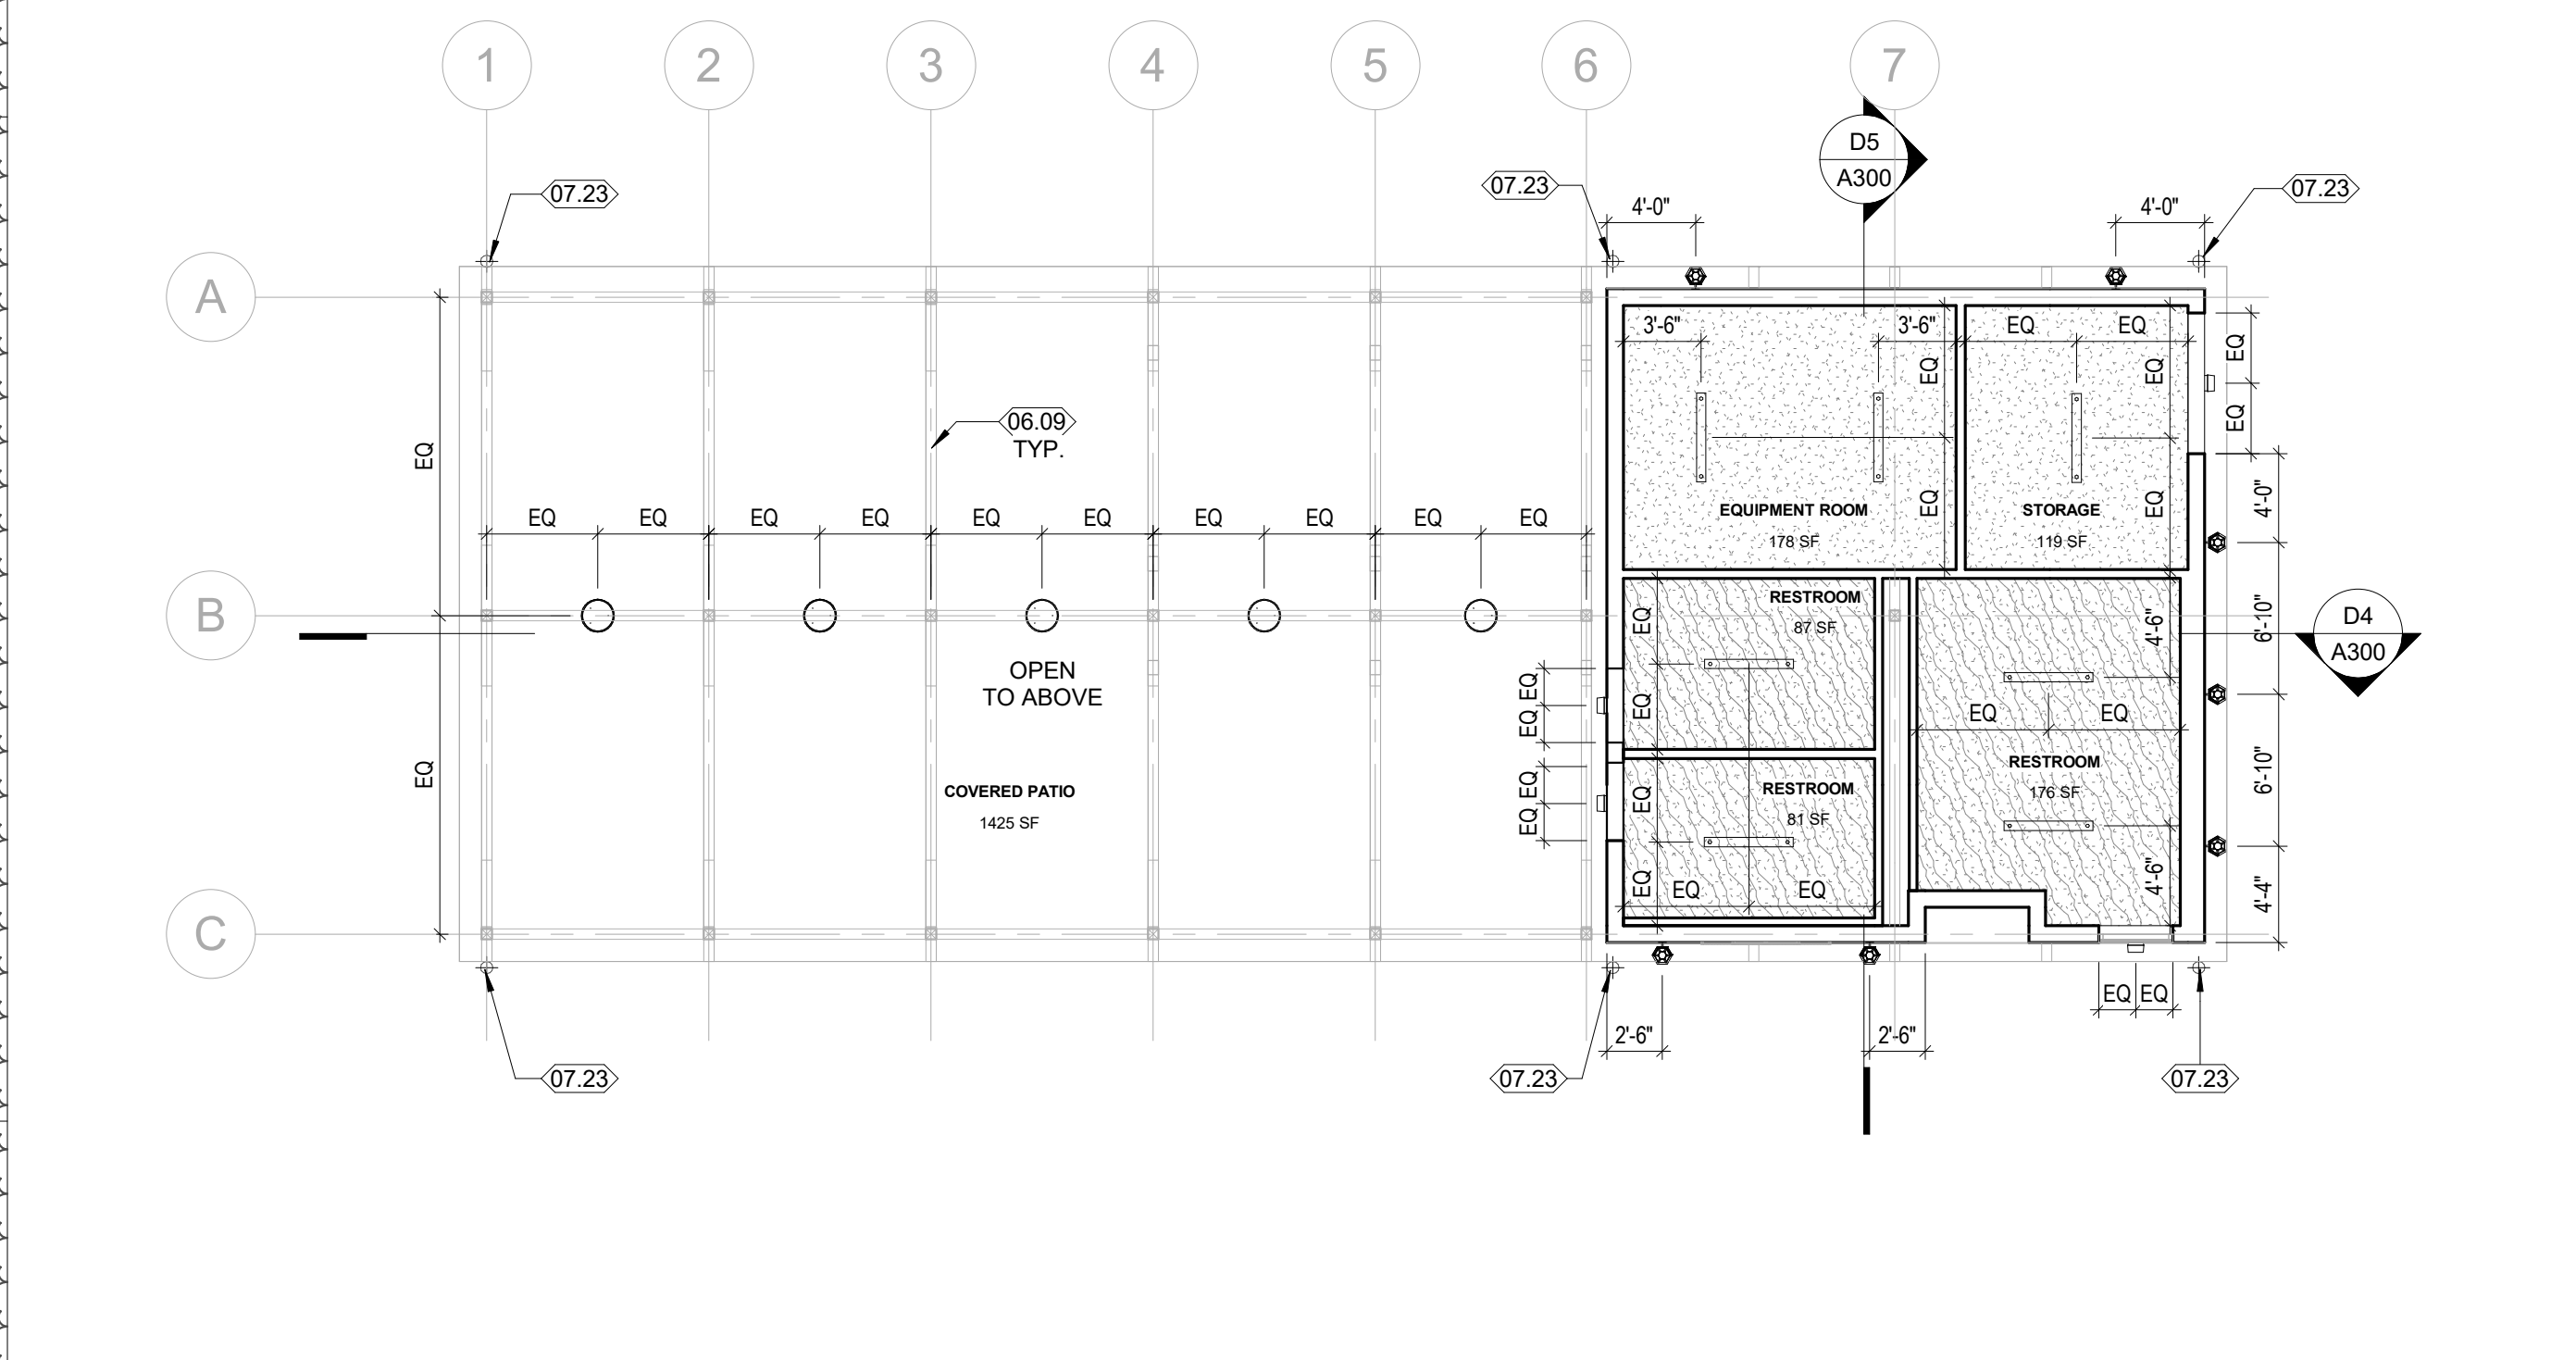 1 2 3 4 5 6 7
D5
A300
07.23 07.23 07.23
4'-0" 4'-0"
A
3'-6" 3'-6" EQ EQ
EQ EQ EQ
EQ
EQ
06.09
TYP.
EQ EQ
EQUIPMENT ROOM STORAGE
178 SF 119 SF
4'-0"
EQ EQ EQ EQ EQ EQ EQ EQ EQ EQ
B
RESTROOM
87 SF
EQ
4'-6"
6'-10"
D4
A300
OPEN
TO ABOVE
EQ
EQ
EQ
EQ EQ
RESTROOM
176 SF
6'-10"
COVERED PATIO
1425 SF
EQ
EQ
EQ
RESTROOM
81 SF
EQ
EQ
EQ EQ
4'-6"
4'-4"
C
EQ EQ
2'-6" 2'-6"
07.23 07.23 07.23